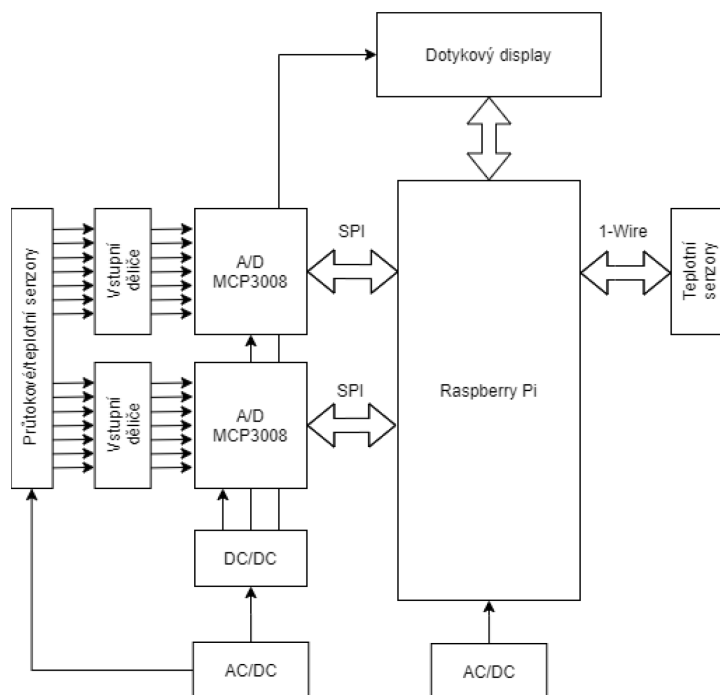 Dotykový display
Průtokové/teplotní senzory
Vstupní
děliče
A/D
MCP3008
SPI
1-Wire
Teplotní
senzory
Vstupní
děliče
A/D
MCP3008
SPI
Raspberry Pi
DC/DC
AC/DC
AC/DC